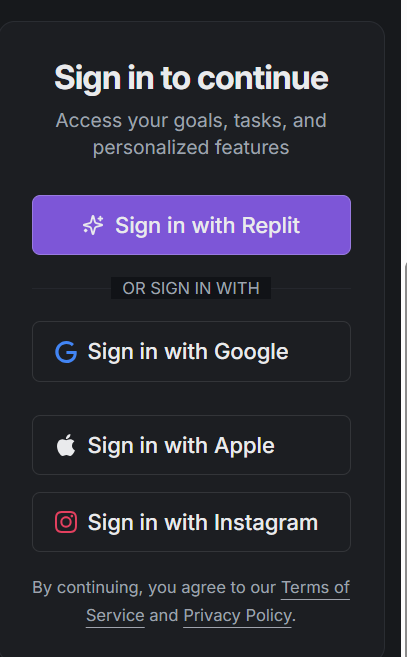 Sign in to continue
Access your goals, tasks, and
personalized features
Sign in with Replit
OR SIGN IN WITH
Sign in with Google
Sign in with Apple
Sign in with Instagram
By continuing, you agree to our Terms of
Service and Privacy Policy.